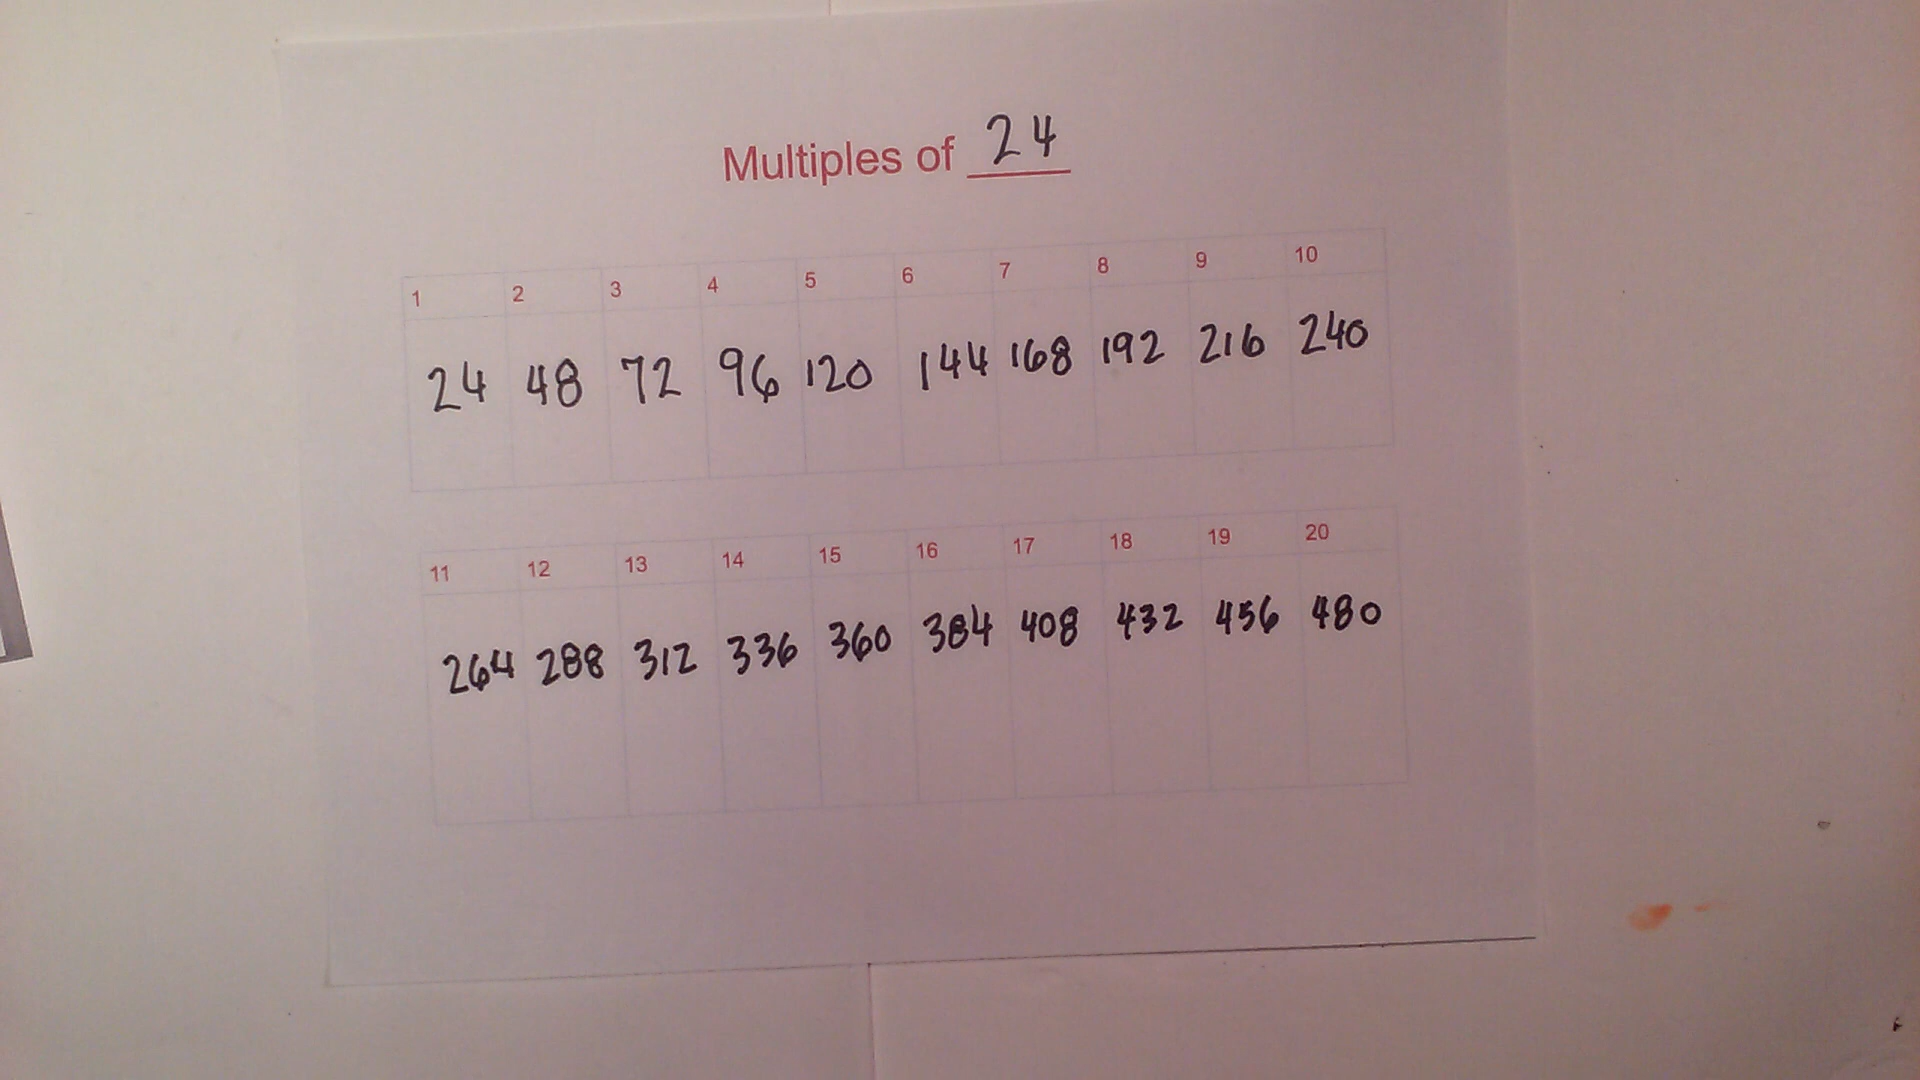 Multiples of 24
1 2 3 4 5 6 7 8 9 10
24 48 72 96 120 144 168 192 216 240
11 12 13 14 15 16 17 18 19 20
264 288 312 336 360 384 408 432 456 480